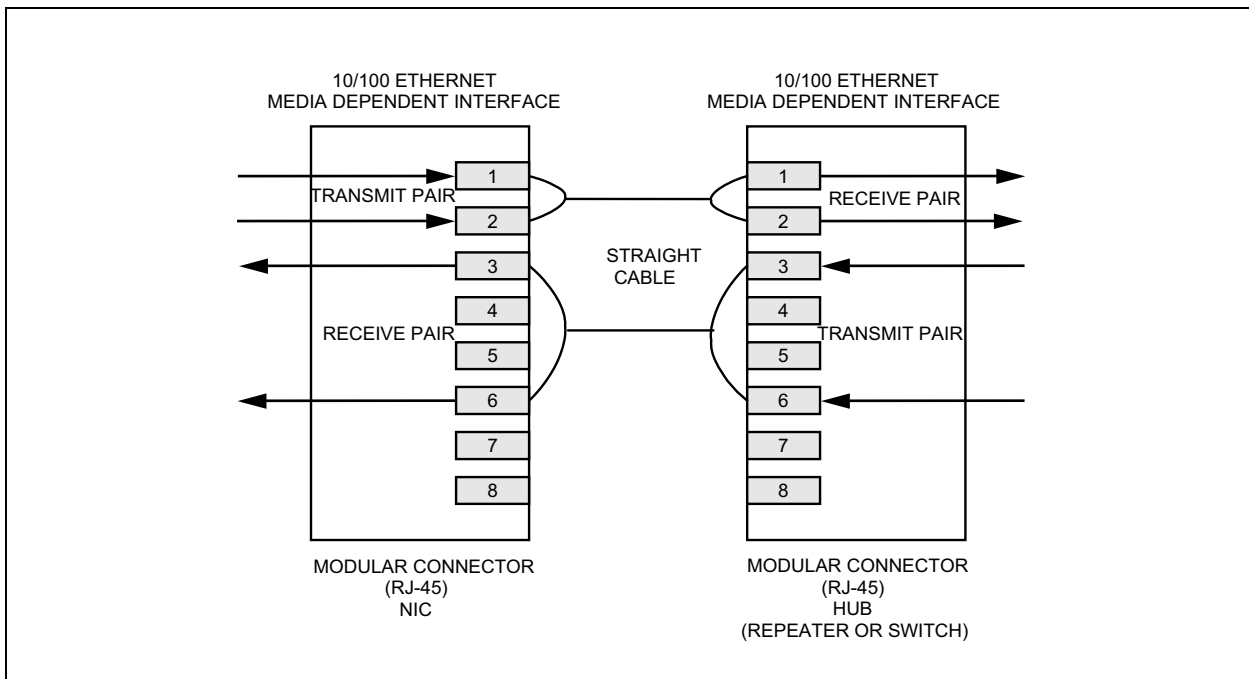 10/100 ETHERNET
MEDIA DEPENDENT INTERFACE
10/100 ETHERNET
MEDIA DEPENDENT INTERFACE
1
TRANSMIT PAIR
2
3
4
RECEIVE PAIR
5
6
7
8
STRAIGHT
CABLE
1
RECEIVE PAIR
2
3
4
TRANSMIT PAIR
5
6
7
8
MODULAR CONNECTOR
(RJ-45)
NIC
MODULAR CONNECTOR
(RJ-45)
HUB
(REPEATER OR SWITCH)